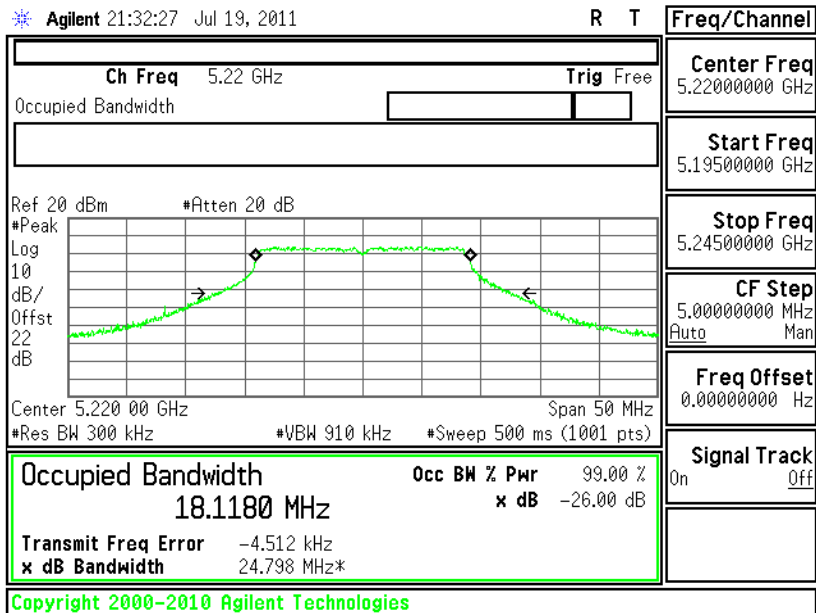 Agilent 21:32:27 Jul 19, 2011 R T
Freq/Channel
Ch Freq 5.22 GHz Trig Free
Occupied Bandwidth
Center Freq
5.22000000 GHz
Start Freq
5.19500000 GHz
Stop Freq
5.24500000 GHz
CF Step
5.00000000 MHz
Auto Man
Freq Offset
0.00000000 Hz
Signal Track
On Off
Ref 20 dBm #Atten 20 dB
#Peak
Log
10
dB/
Offst
22
dB
Center 5.220 00 GHz Span 50 MHz
#Res BW 300 kHz #VBW 910 kHz #Sweep 500 ms (1001 pts)
Occupied Bandwidth Occ BW % Pwr 99.00 %
18.1180 MHz x dB -26.00 dB
Transmit Freq Error -4.512 kHz
x dB Bandwidth 24.798 MHz*
Copyright 2000-2010 Agilent Technologies